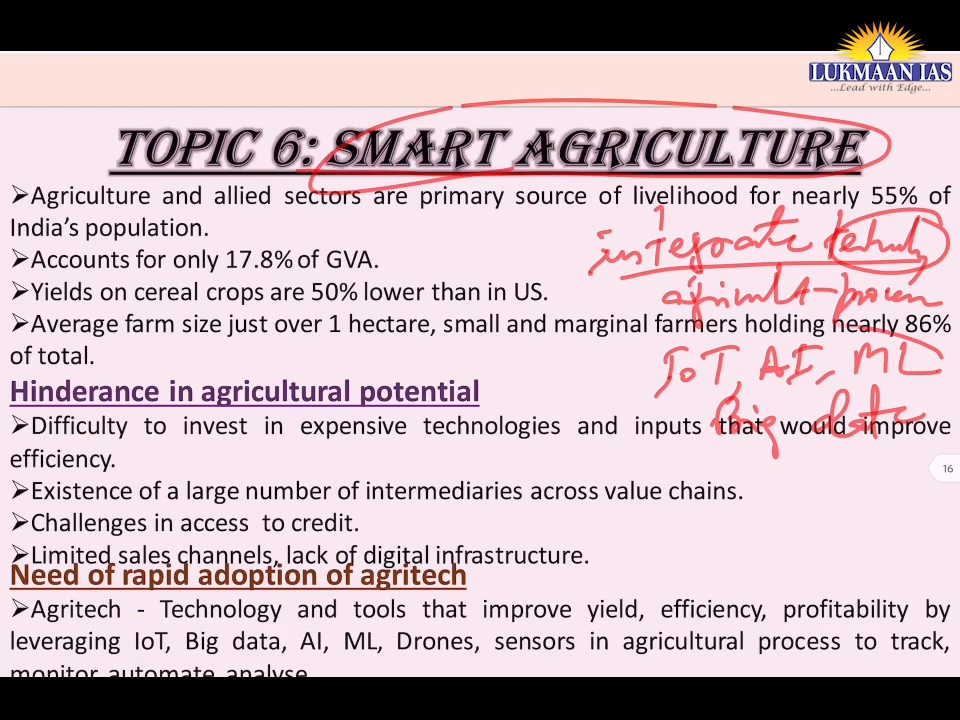 LUKMAAN IAS
...Lead with Edge...
TOPIC 6: SMART AGRICULTURE
➢Agriculture and allied sectors are primary source of livelihood for nearly 55% of
India's population.
integrate
➢Accounts for only 17.8% of GVA.
➢Yields on cereal crops are 50% lower than in US.
➢Average farm size just over 1 hectare, small and marginal farmers holding nearly 86%
of total.
IoT, AI, ML
Hinderance in agricultural potential
Big data
➢Difficulty to invest in expensive technologies and inputs that would improve
efficiency.
16
➢Existence of a large number of intermediaries across value chains.
➢Challenges in access to credit.
➢Limited sales channels, lack of digital infrastructure.
Need of rapid adoption of agritech
➢Agritech - Technology and tools that improve yield, efficiency, profitability by
leveraging IoT, Big data, AI, ML, Drones, sensors in agricultural process to track,
monitor, automate, analyse